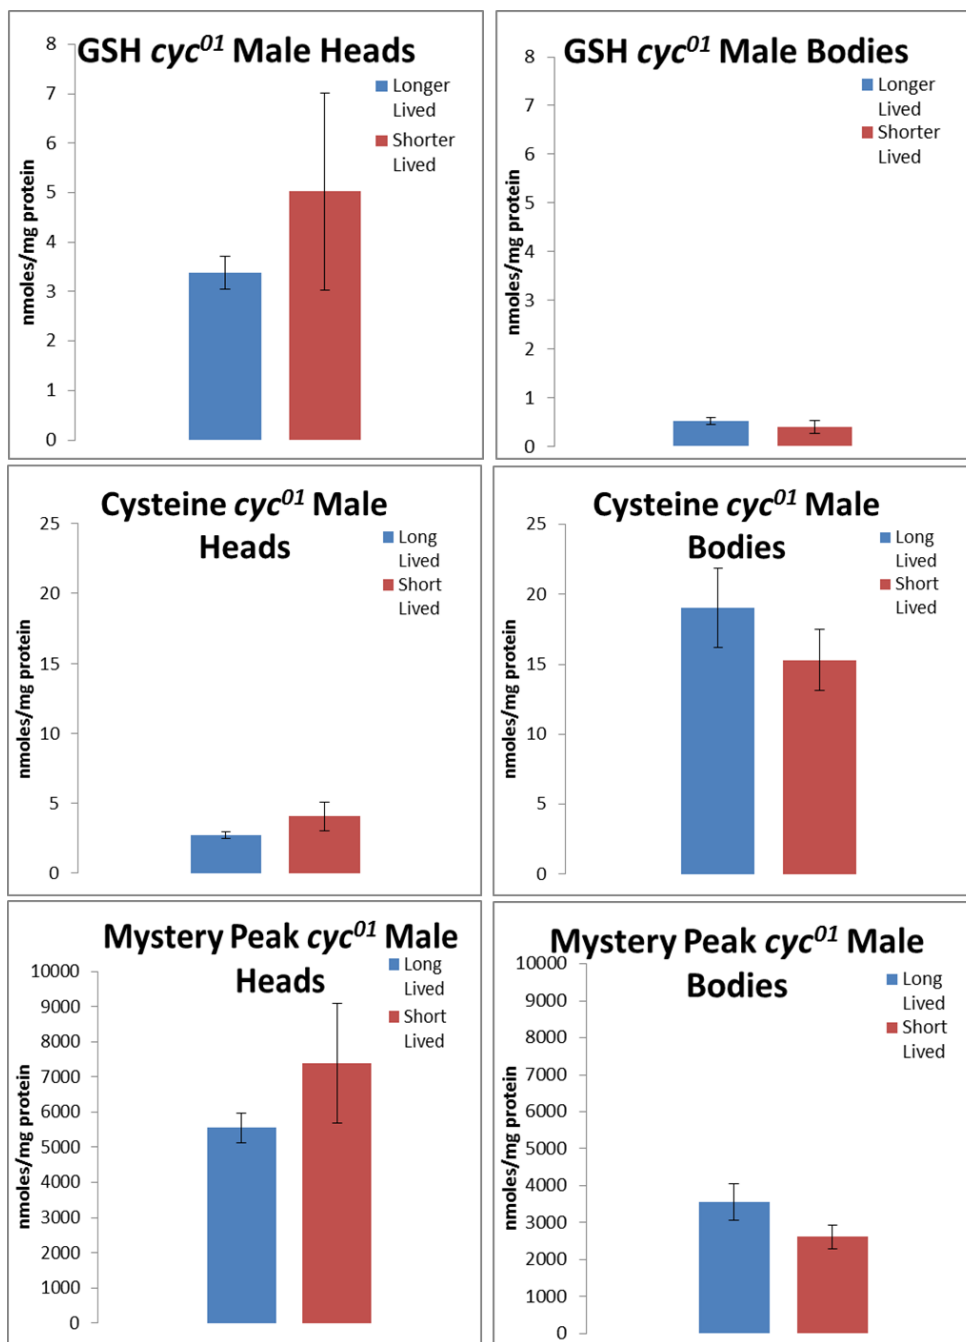 GSH cyc⁰¹ Male Heads
Longer
Lived
Shorter
Lived
nmoles/mg protein
8
7
6
5
4
3
2
1
0
GSH cyc⁰¹ Male Bodies
Longer
Lived
Shorter
Lived
nmoles/mg protein
8
7
6
5
4
3
2
1
0
Cysteine cyc⁰¹ Male
Heads
Long
Lived
Short
Lived
nmoles/mg protein
25
20
15
10
5
0
Cysteine cyc⁰¹ Male
Bodies
Long
Lived
Short
Lived
nmoles/mg protein
25
20
15
10
5
0
Mystery Peak cyc⁰¹ Male
Heads
Long
Lived
Short
Lived
nmoles/mg protein
10000
9000
8000
7000
6000
5000
4000
3000
2000
1000
0
Mystery Peak cyc⁰¹ Male
Bodies
Long
Lived
Short
Lived
nmoles/mg protein
10000
9000
8000
7000
6000
5000
4000
3000
2000
1000
0